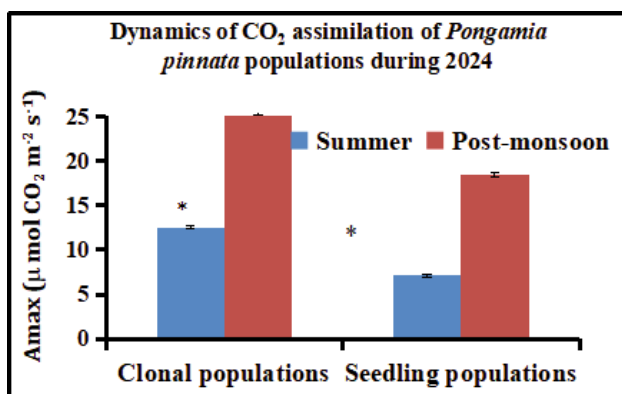 Dynamics of CO₂ assimilation of Pongamia
pinnata populations during 2024
Amax (μ mol CO₂ m⁻² s⁻¹)
25
20
15
10
5
0
Summer
Post-monsoon
*
*
Clonal populations
Seedling populations